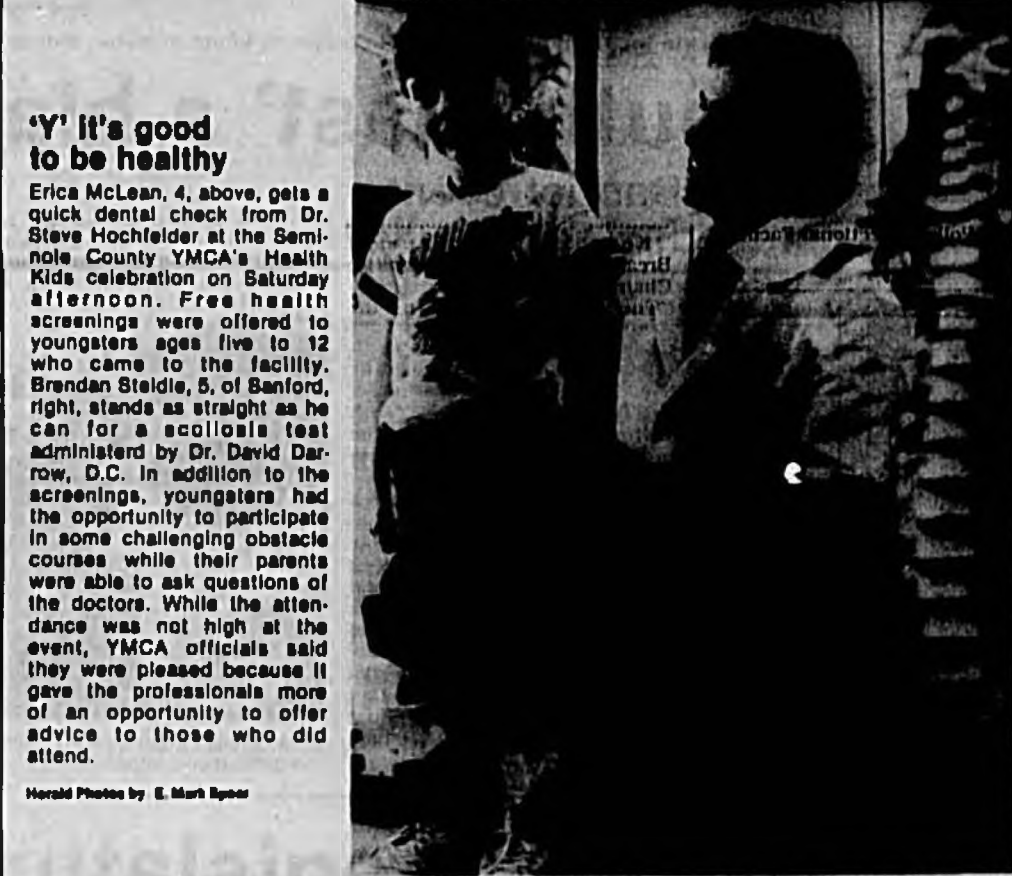 'Y' it's good
to be healthy
Erica McLean, 4, above, gets a
quick dental check from Dr.
Steve Hochfelder at the Semi-
nole County YMCA's Health
Kids celebration on Saturday
afternoon. Free health
screenings were offered to
youngsters ages five to 12
who came to the facility.
Brendan Steidle, 5, of Sanford,
right, stands as straight as he
can for a scoliosis test
administerd by Dr. David Dar-
row, D.C. In addition to the
screenings, youngsters had
the opportunity to participate
in some challenging obstacle
courses while their parents
were able to ask questions of
the doctors. While the atten-
dance was not high at the
event, YMCA officials said
they were pleased because it
gave the professionals more
of an opportunity to offer
advice to those who did
attend.
Herald Photos by E. Mark